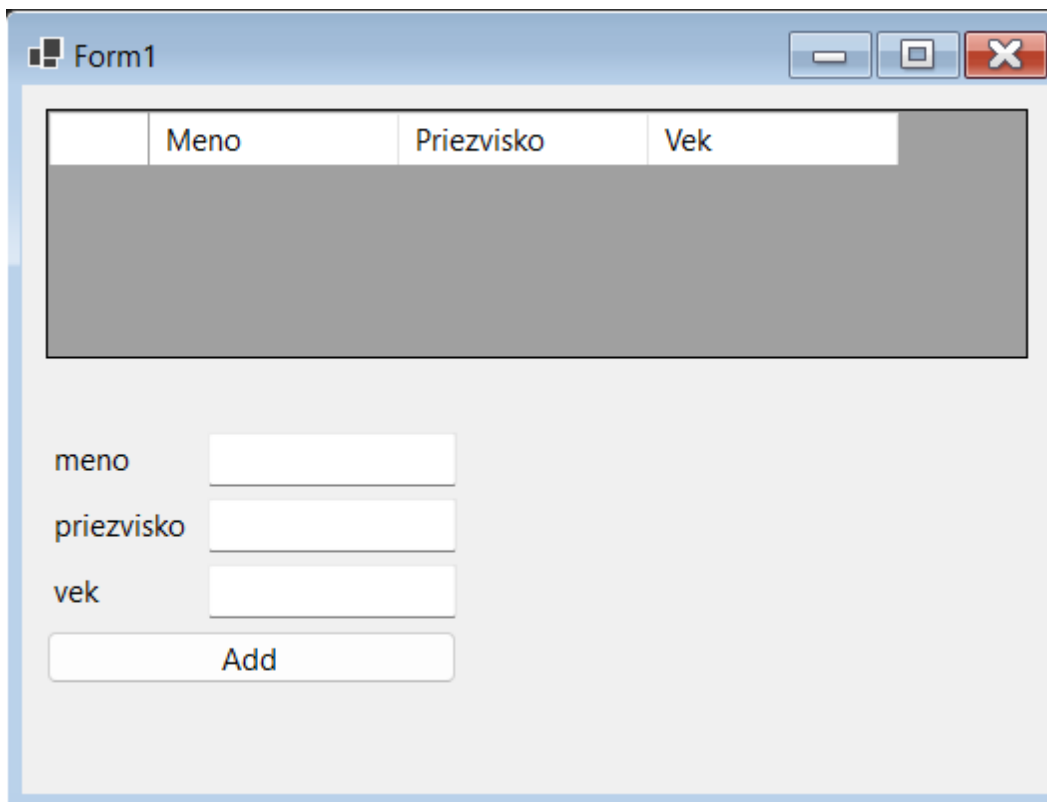 Form1
Meno Priezvisko Vek
meno
priezvisko
vek
Add